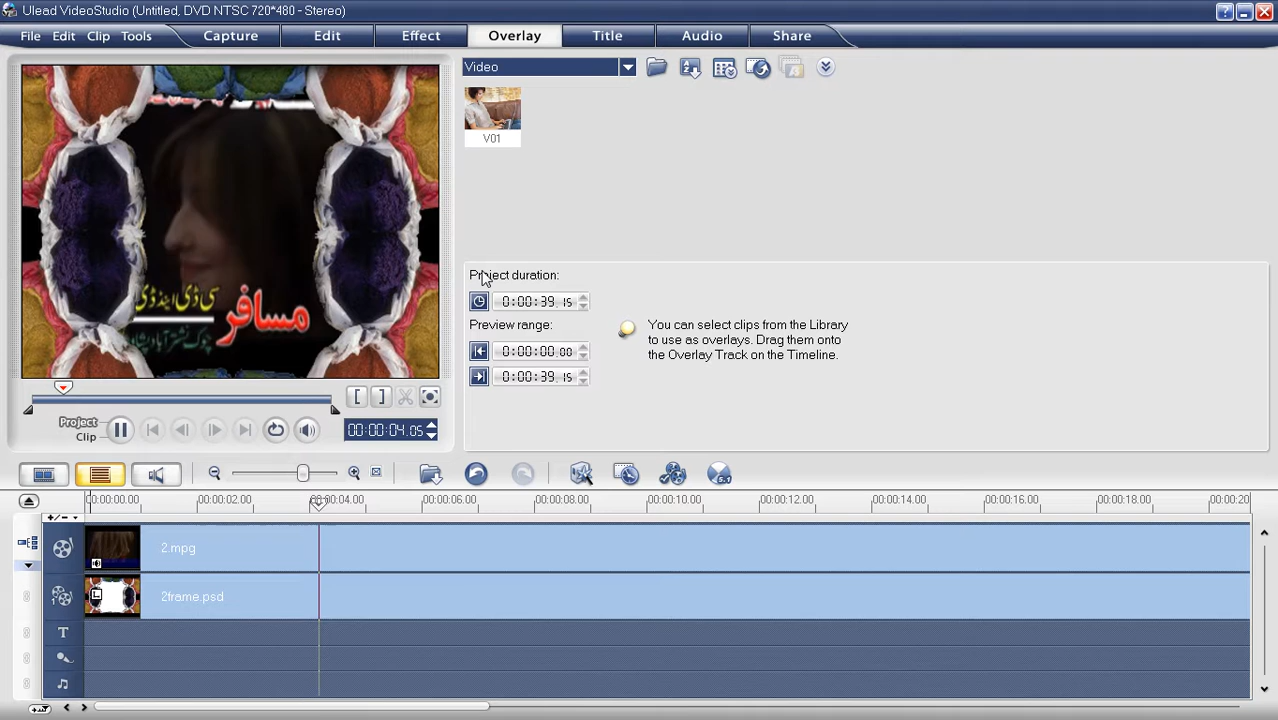 Ulead VideoStudio (Untitled, DVD NTSC 720*480 - Stereo)
File Edit Clip Tools Capture Edit Effect Overlay Title Audio Share
Video
V01
سی ڈی اینڈ ڈی
مسافر
Project duration:
0:00:39.15
Preview range:
0:00:00.00
0:00:39.15
You can select clips from the Library
to use as overlays. Drag them onto
the Overlay Track on the Timeline.
Project
Clip
00:00:04.05
00:00:00.00 00:00:02.00 00:00:04.00 00:00:06.00 00:00:08.00 00:00:10.00 00:00:12.00 00:00:14.00 00:00:16.00 00:00:18.00 00:00:20
2.mpg
2frame.psd